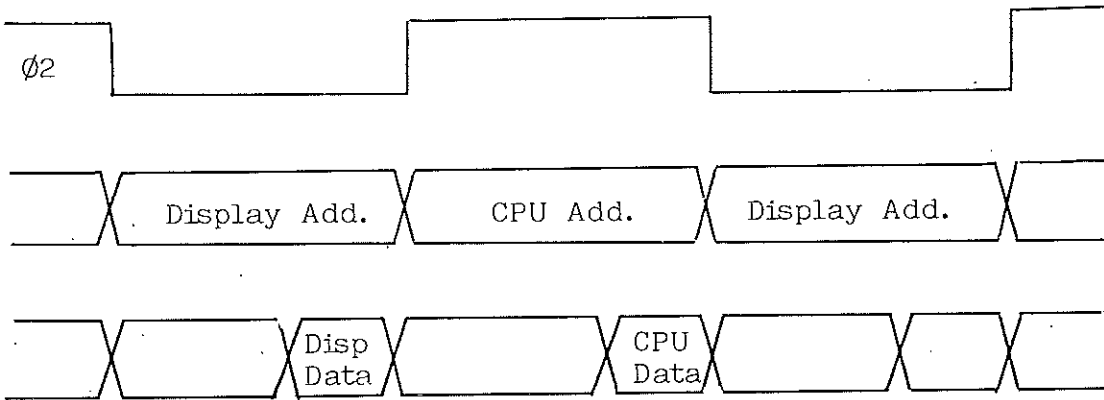 Ø2
Display Add.
CPU Add.
Display Add.
Disp
Data
CPU
Data